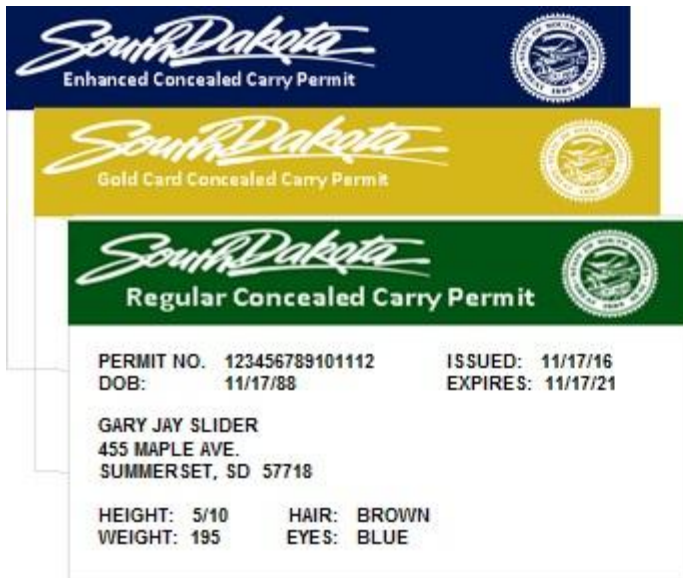 South Dakota
Enhanced Concealed Carry Permit
South Dakota
Gold Card Concealed Carry Permit
South Dakota
Regular Concealed Carry Permit
PERMIT NO. 123456789101112 ISSUED: 11/17/16
DOB: 11/17/88 EXPIRES: 11/17/21
GARY JAY SLIDER
455 MAPLE AVE.
SUMMERSET, SD 57718
HEIGHT: 5/10 HAIR: BROWN
WEIGHT: 195 EYES: BLUE